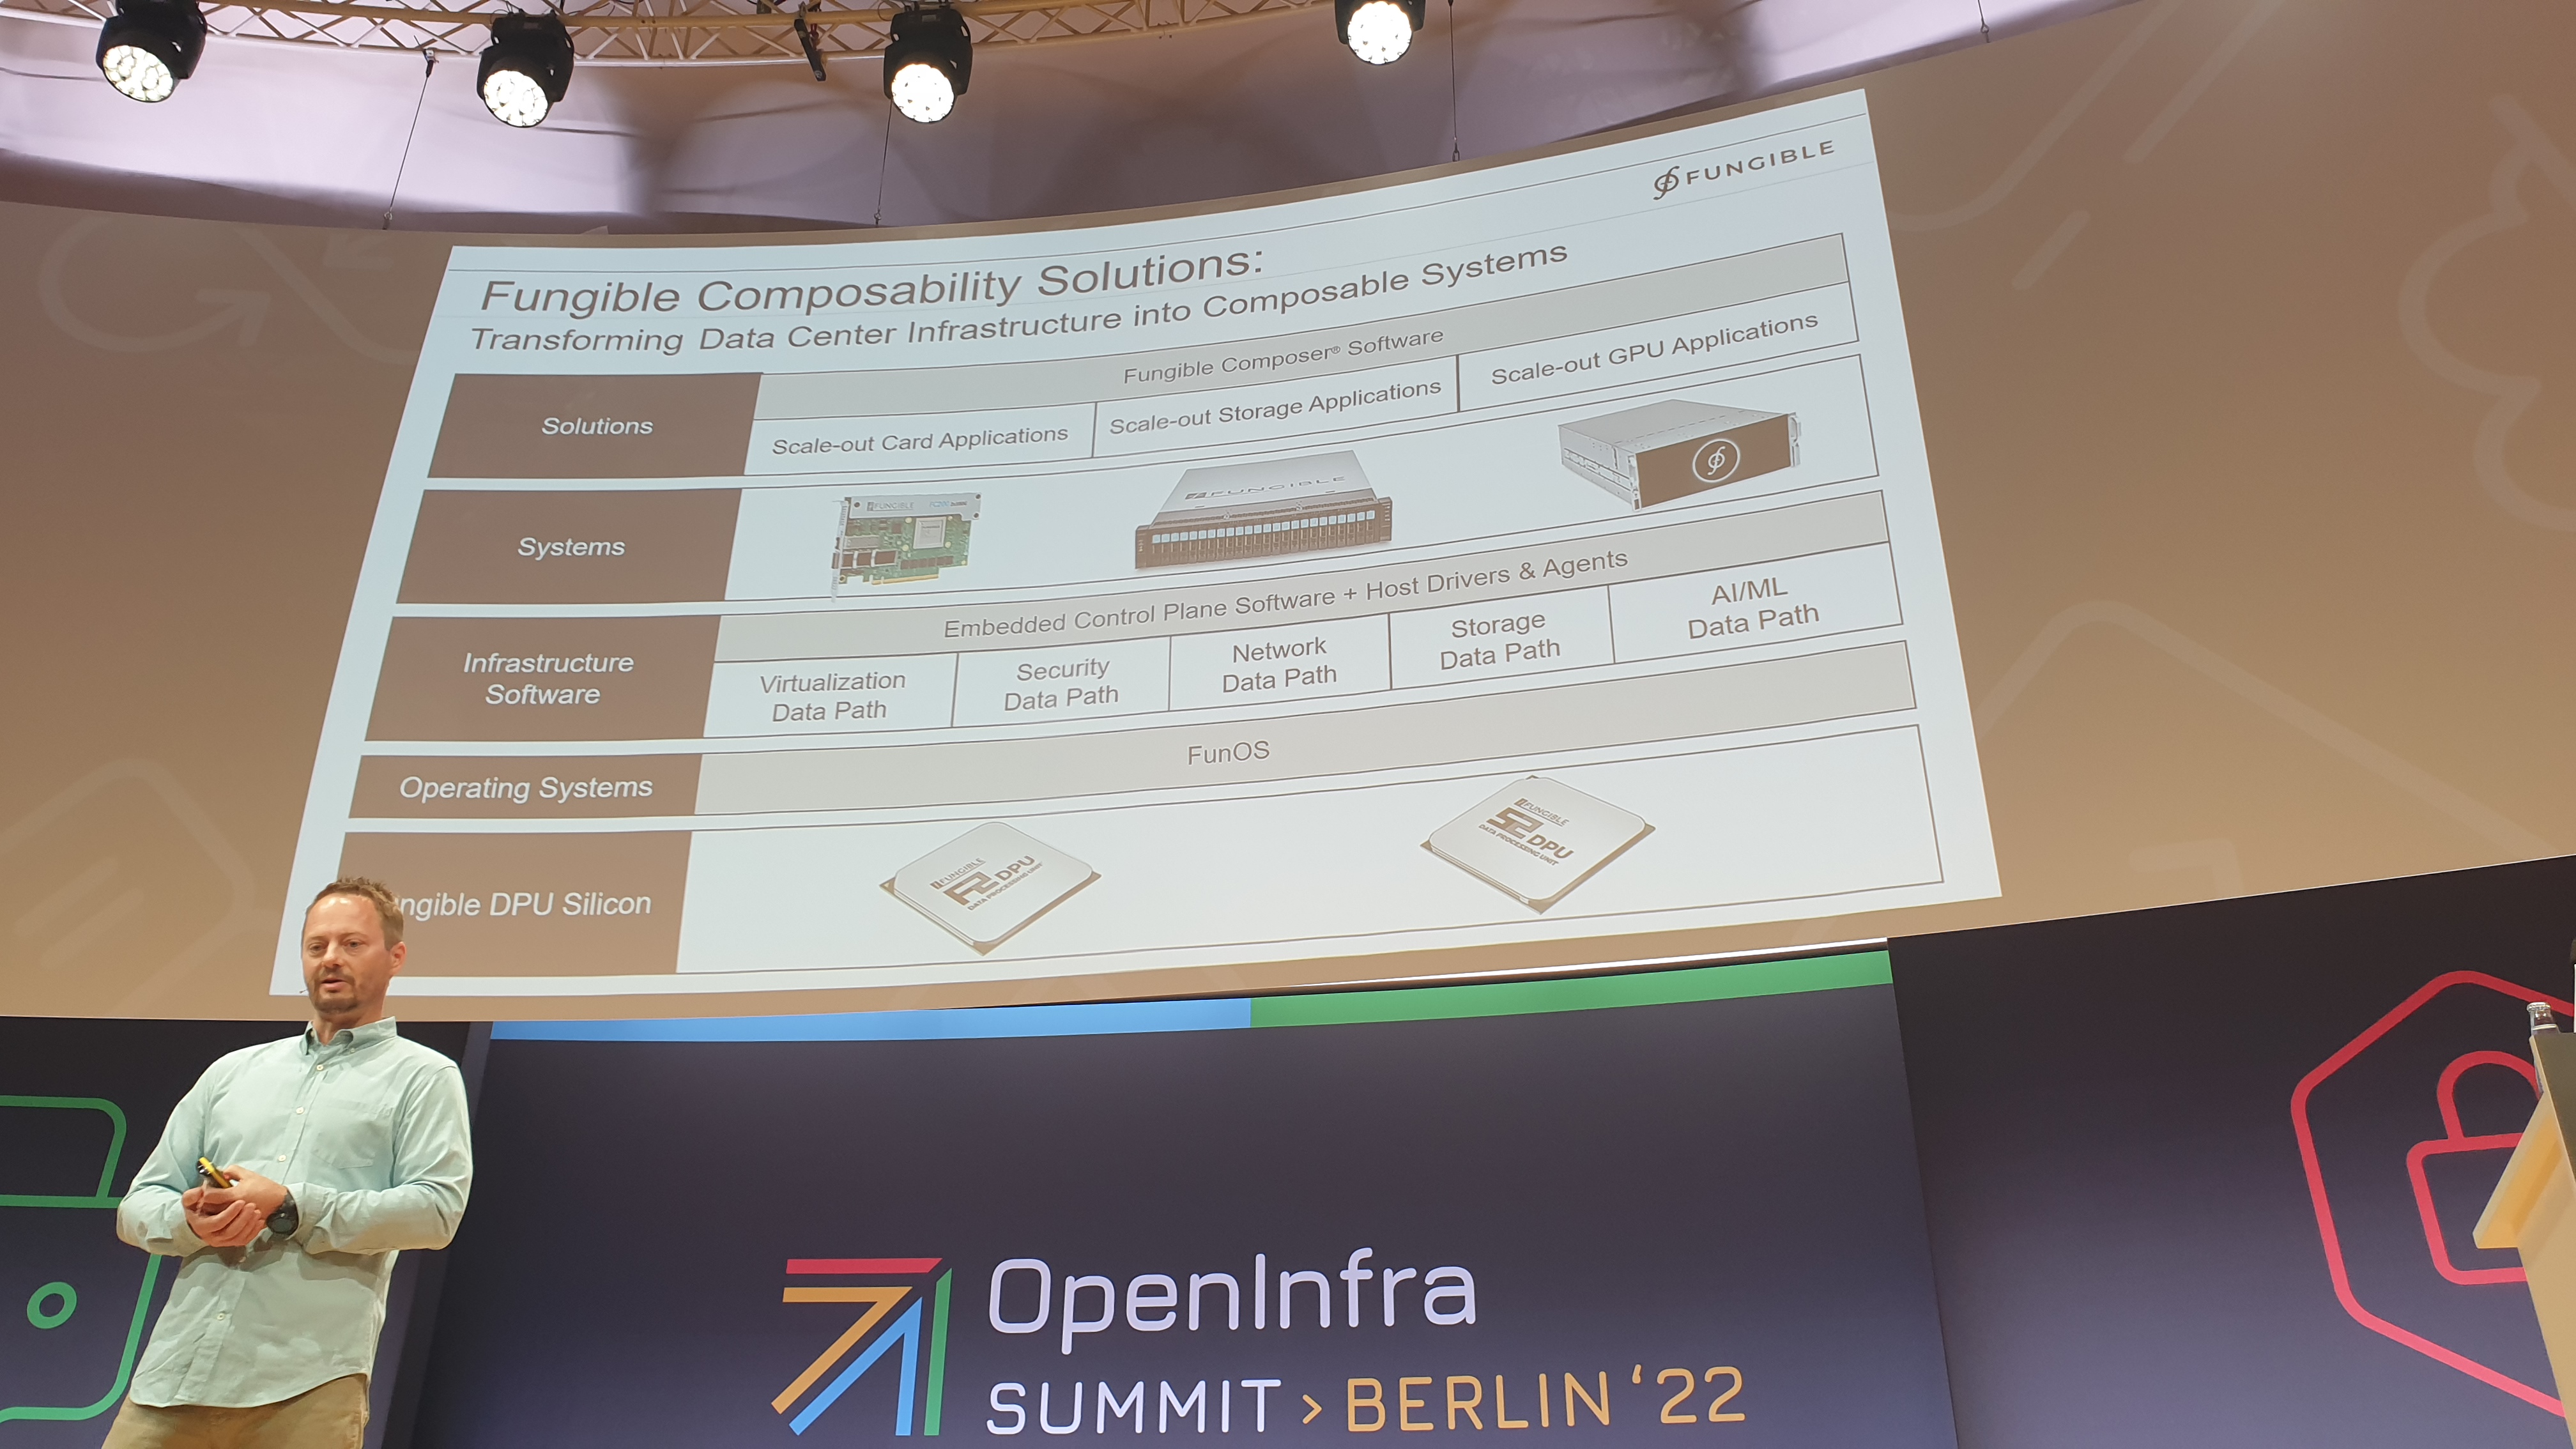 FUNGIBLE
Fungible Composability Solutions:
Transforming Data Center Infrastructure into Composable Systems
Solutions
Fungible Composer® Software
Scale-out Card Applications
Scale-out Storage Applications
Scale-out GPU Applications
Systems
FUNGIBLE
FUNGIBLE
Infrastructure
Software
Embedded Control Plane Software + Host Drivers & Agents
Virtualization
Data Path
Security
Data Path
Network
Data Path
Storage
Data Path
AI/ML
Data Path
Operating Systems
FunOS
ngible DPU Silicon
FUNGIBLE
F2 DPU
DATA PROCESSING UNIT
FUNGIBLE
S2 DPU
DATA PROCESSING UNIT
OpenInfra
SUMMIT > BERLIN '22